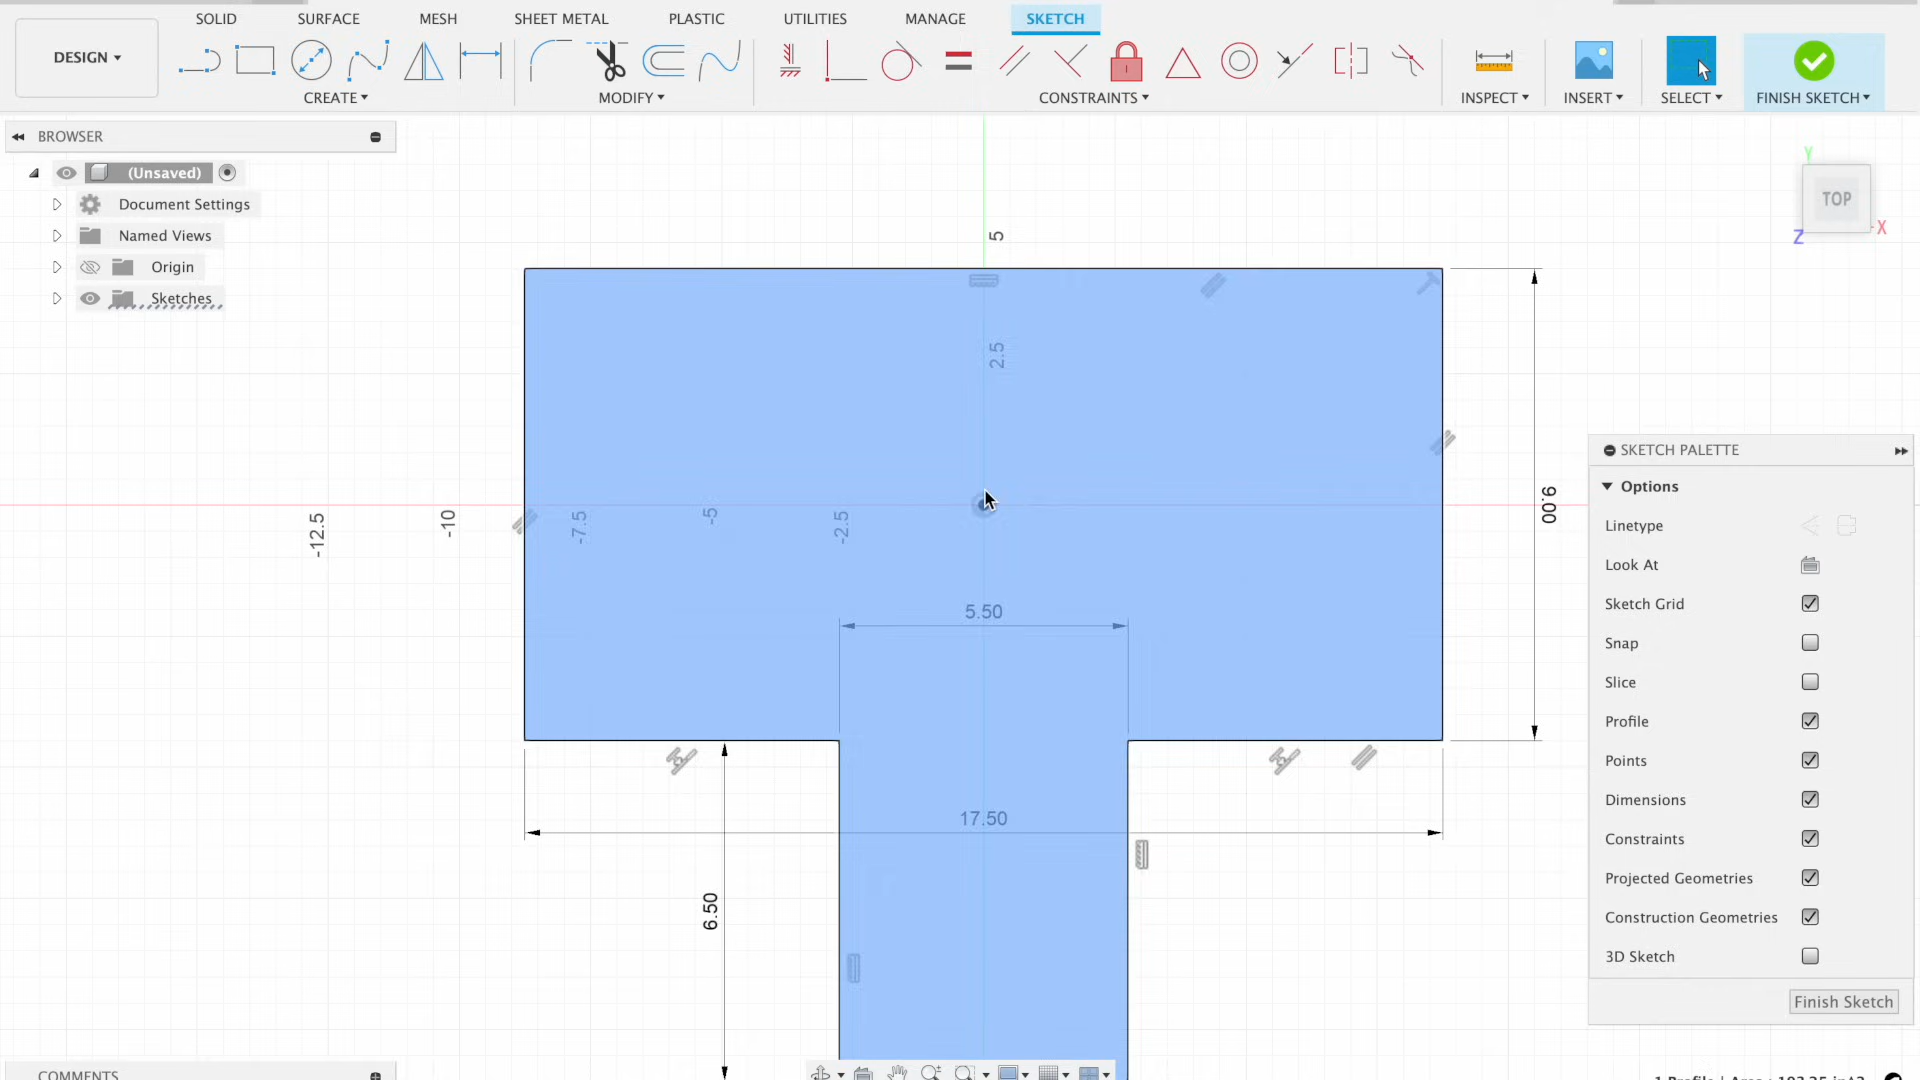 SOLID SURFACE MESH SHEET METAL PLASTIC UTILITIES MANAGE SKETCH
DESIGN
CREATE MODIFY CONSTRAINTS INSPECT INSERT SELECT FINISH SKETCH
BROWSER
(Unsaved)
Document Settings
Named Views
Origin
Sketches
Y
TOP
X
Z
5
2.5
-12.5
-10
-7.5
-5
-2.5
9.00
5.50
17.50
6.50
SKETCH PALETTE
Options
Linetype
Look At
Sketch Grid
Snap
Slice
Profile
Points
Dimensions
Constraints
Projected Geometries
Construction Geometries
3D Sketch
Finish Sketch
COMMENTS